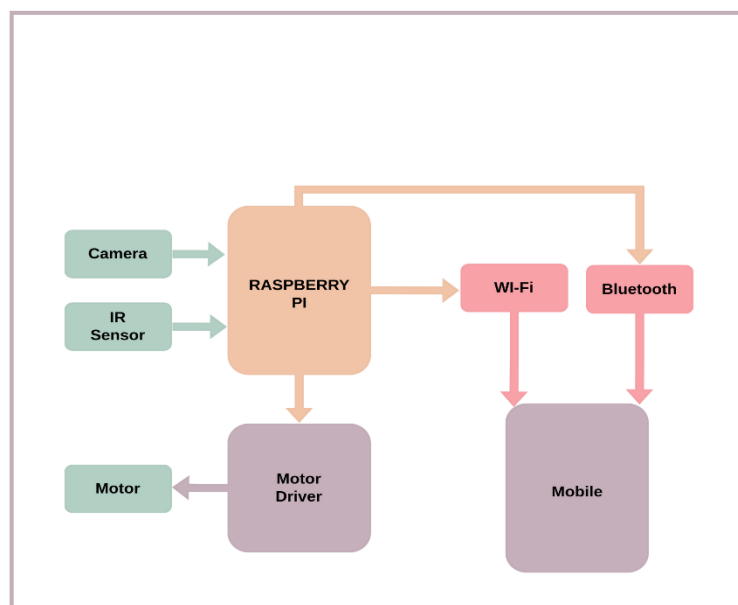 Camera
IR
Sensor
RASPBERRY
PI
WI-Fi
Bluetooth
Motor
Motor
Driver
Mobile